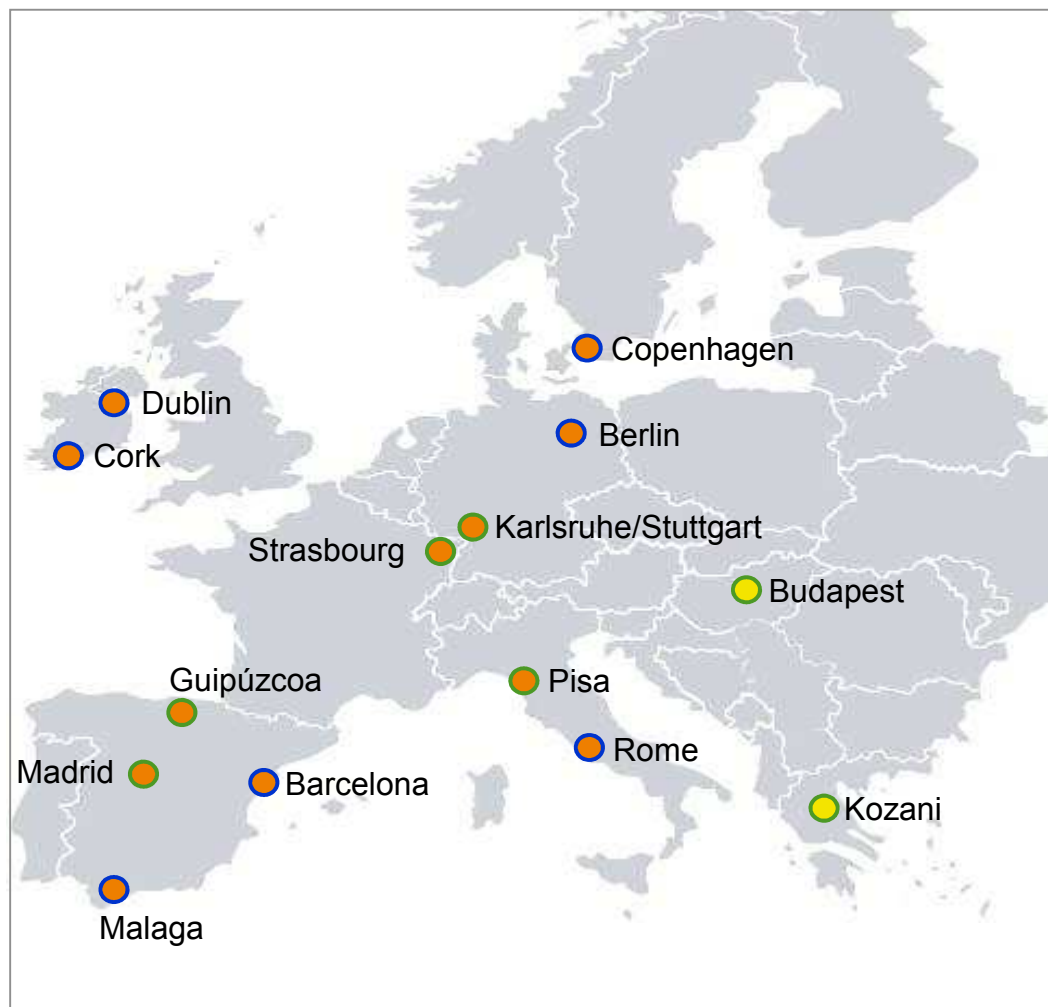 Copenhagen
Dublin
Berlin
Cork
Karlsruhe/Stuttgart
Strasbourg
Budapest
Guipúzcoa
Pisa
Rome
Madrid
Barcelona
Kozani
Malaga